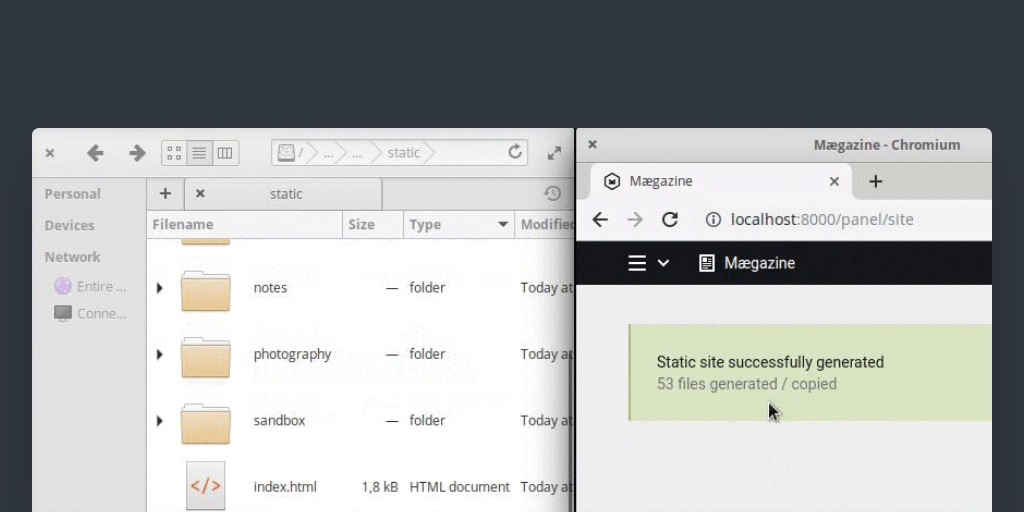 / ... ... static
Personal
Devices
Network
Entire ...
Conne...
static
Filename Size Type Modified
notes — folder Today at
photography — folder Today at
sandbox — folder Today at
index.html 1,8 kB HTML document Today at
Mægazine - Chromium
Mægazine
localhost:8000/panel/site
Mægazine
Static site successfully generated
53 files generated / copied